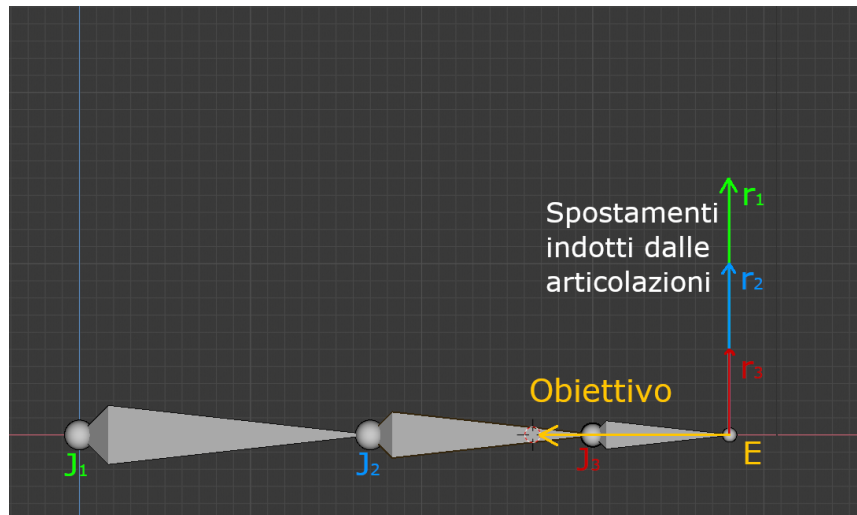 r₁
Spostamenti
indotti dalle
articolazioni
r₂
r₃
Obiettivo
E
J₁
J₂
J₃